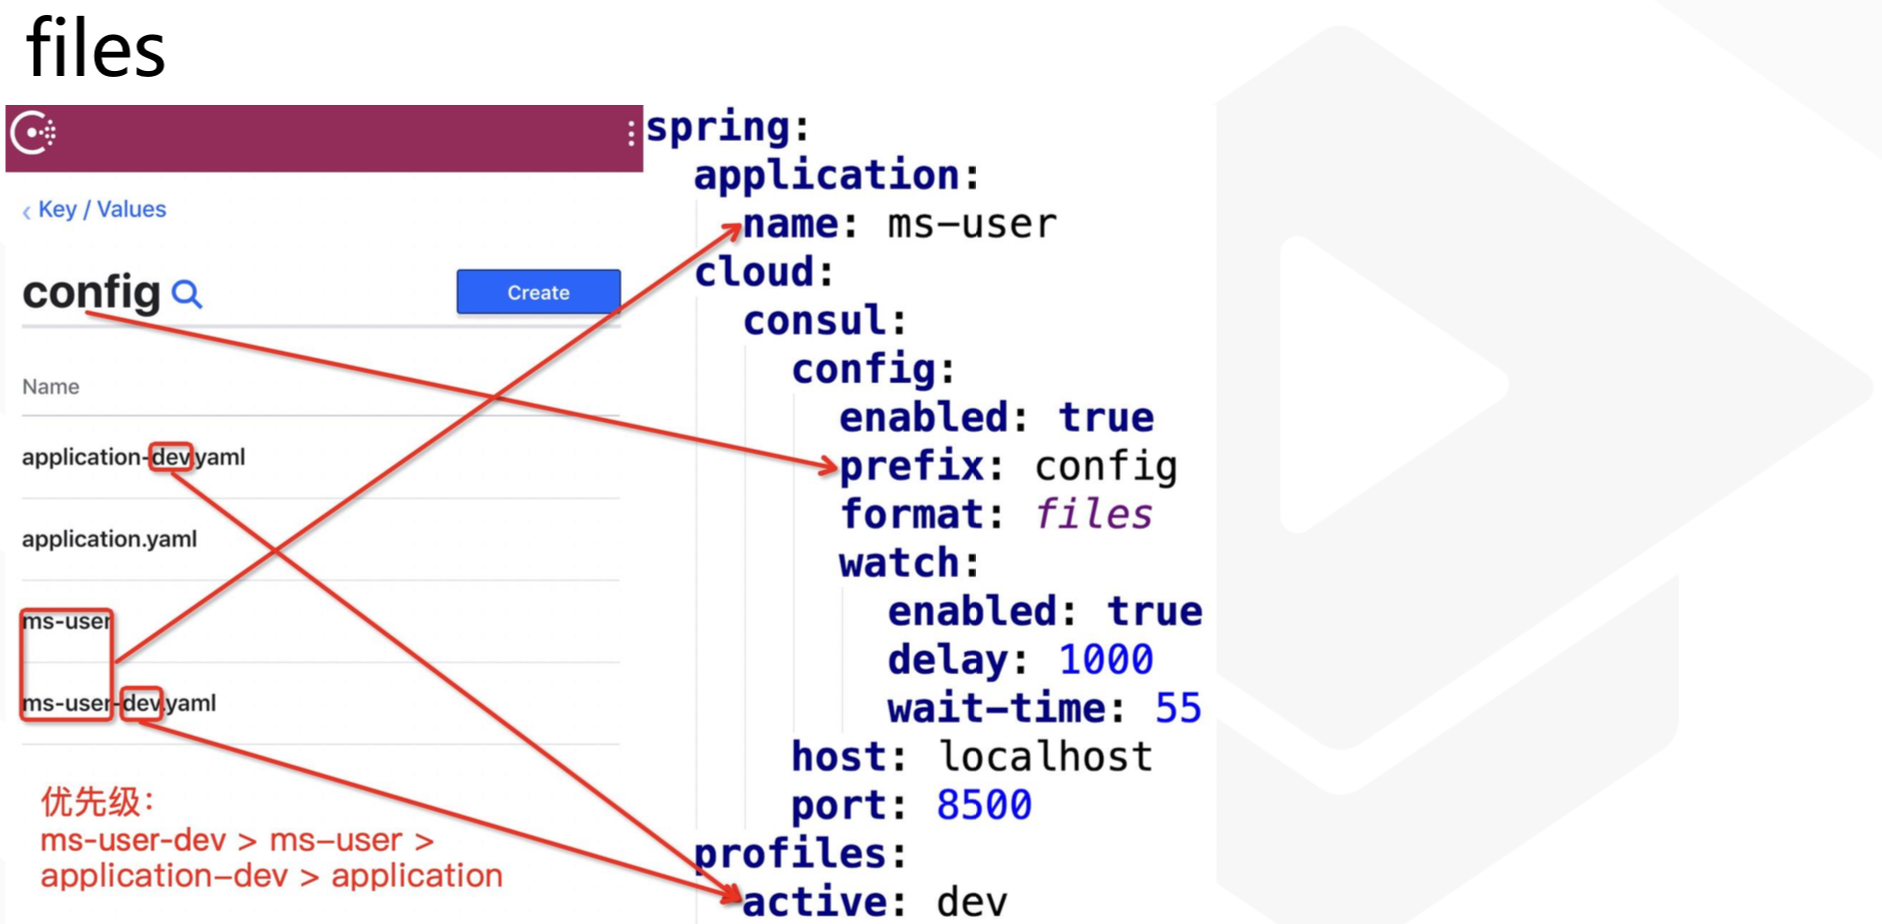 files
Key / Values
config
Create
Name
application-dev.yaml
application.yaml
ms-user
ms-user-dev.yaml
优先级：
ms-user-dev > ms-user >
application-dev > application
spring:
application:
name: ms-user
cloud:
consul:
config:
enabled: true
prefix: config
format: files
watch:
enabled: true
delay: 1000
wait-time: 55
host: localhost
port: 8500
profiles:
active: dev